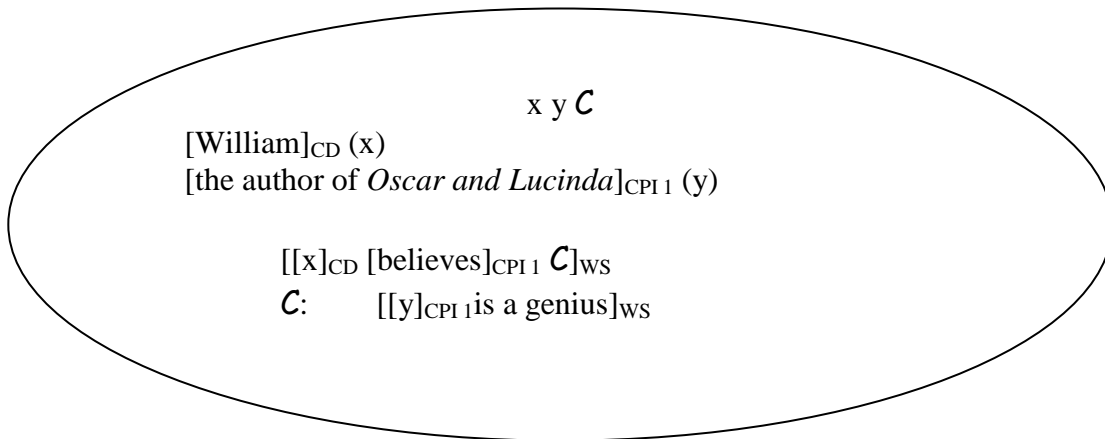 x y C
[William]CD (x)
[the author of Oscar and Lucinda]CPI 1 (y)
[[x]CD [believes]CPI 1 C]WS
C: [[y]CPI 1is a genius]WS